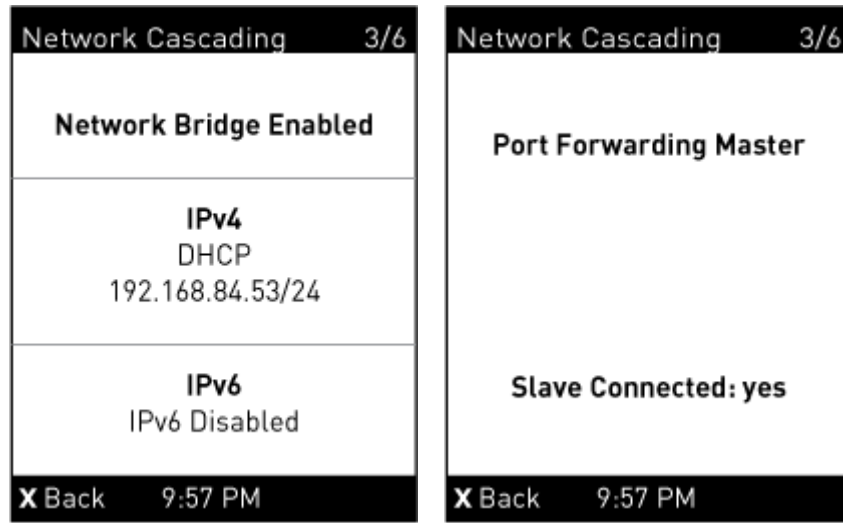 Network Cascading 3/6
Network Bridge Enabled
IPv4
DHCP
192.168.84.53/24
IPv6
IPv6 Disabled
X Back 9:57 PM
Network Cascading 3/6
Port Forwarding Master
Slave Connected: yes
X Back 9:57 PM